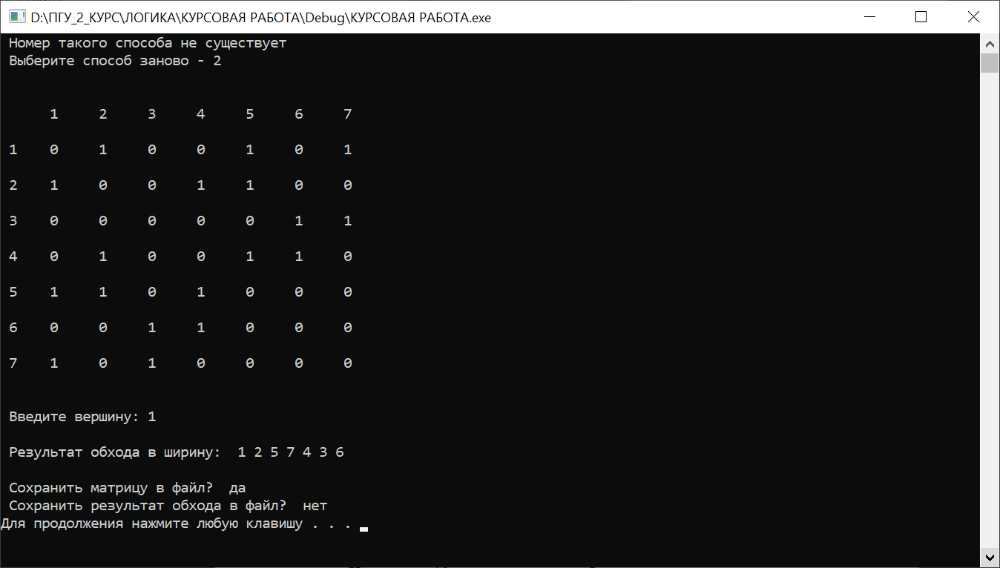 D:\ПГУ_2_КУРС\ЛОГИКА\КУРСОВАЯ РАБОТА\Debug\КУРСОВАЯ РАБОТА.exe
Номер такого способа не существует
Выберите способ заново - 2
1 2 3 4 5 6 7
1 0 1 0 0 1 0 1
2 1 0 0 1 1 0 0
3 0 0 0 0 0 1 1
4 0 1 0 0 1 1 0
5 1 1 0 1 0 0 0
6 0 0 1 1 0 0 0
7 1 0 1 0 0 0 0
Введите вершину: 1
Результат обхода в ширину: 1 2 5 7 4 3 6
Сохранить матрицу в файл? да
Сохранить результат обхода в файл? нет
Для продолжения нажмите любую клавишу . . .